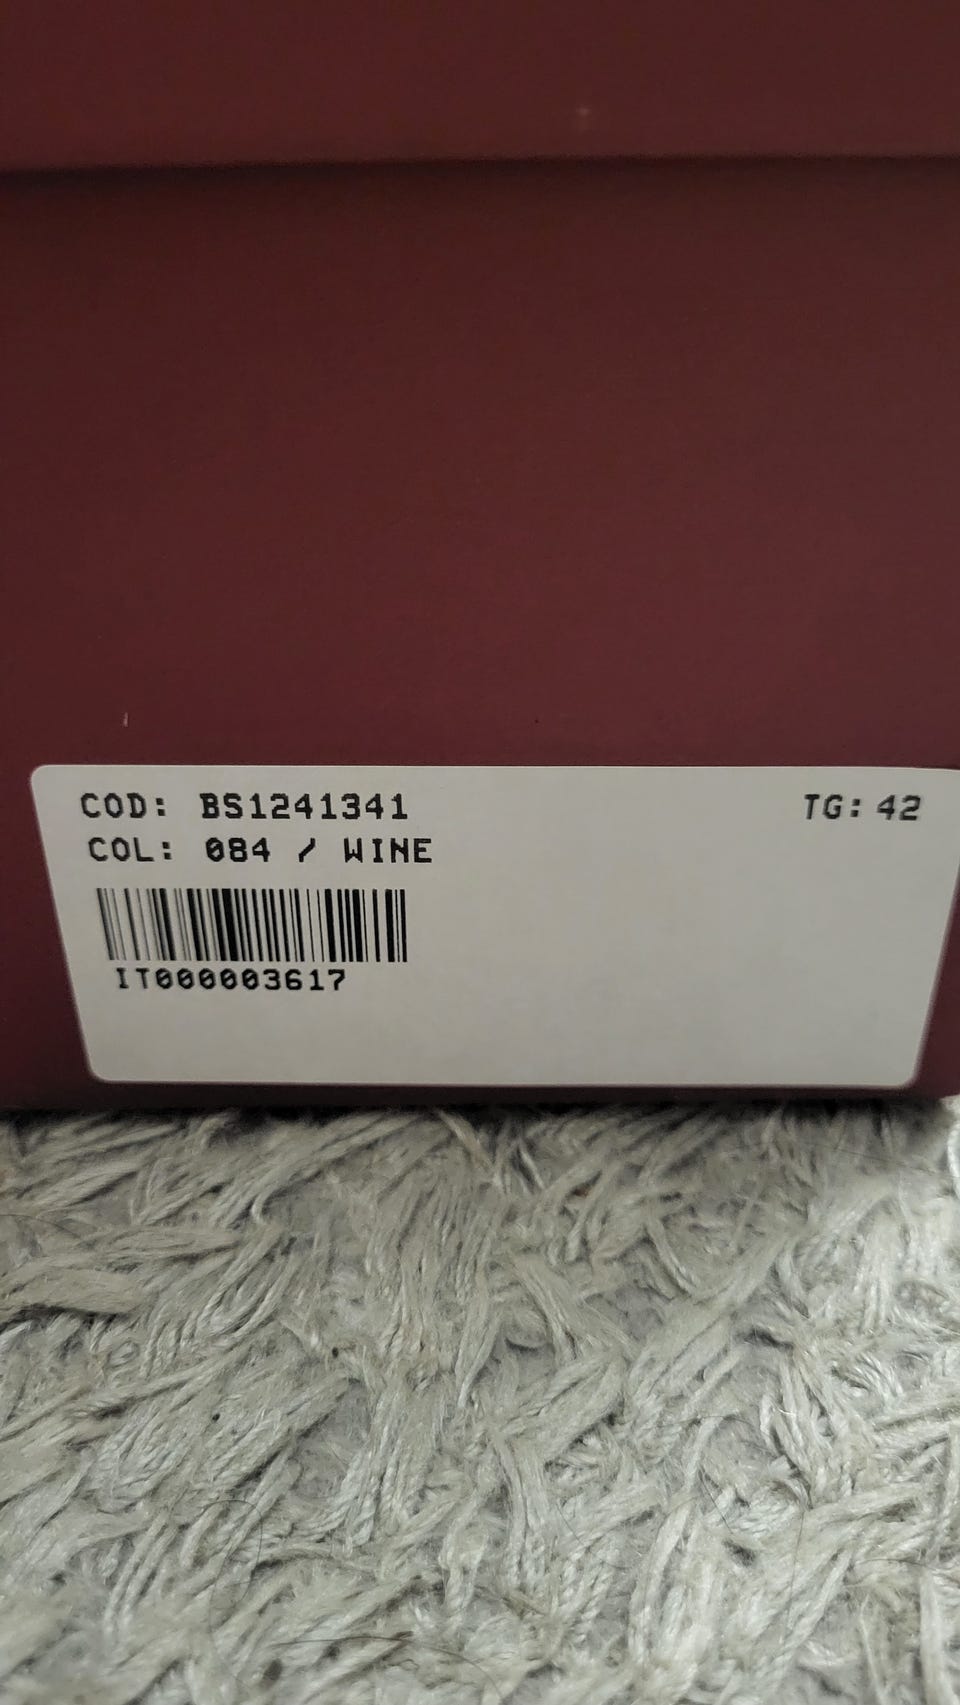 COD: BS1241341 TG: 42
COL: 084 / WINE
IT000003617